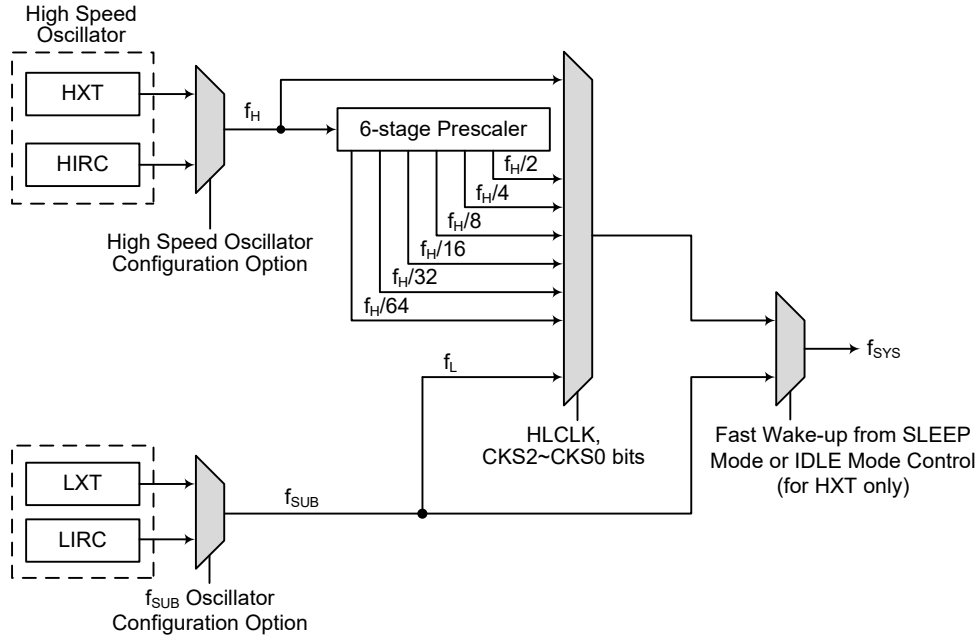 High Speed
Oscillator
HXT
HIRC
f_H
6-stage Prescaler
f_H/2
f_H/4
f_H/8
f_H/16
f_H/32
f_H/64
High Speed Oscillator
Configuration Option
f_L
f_SYS
HLCLK,
CKS2~CKS0 bits
Fast Wake-up from SLEEP
Mode or IDLE Mode Control
(for HXT only)
LXT
LIRC
f_SUB
f_SUB Oscillator
Configuration Option